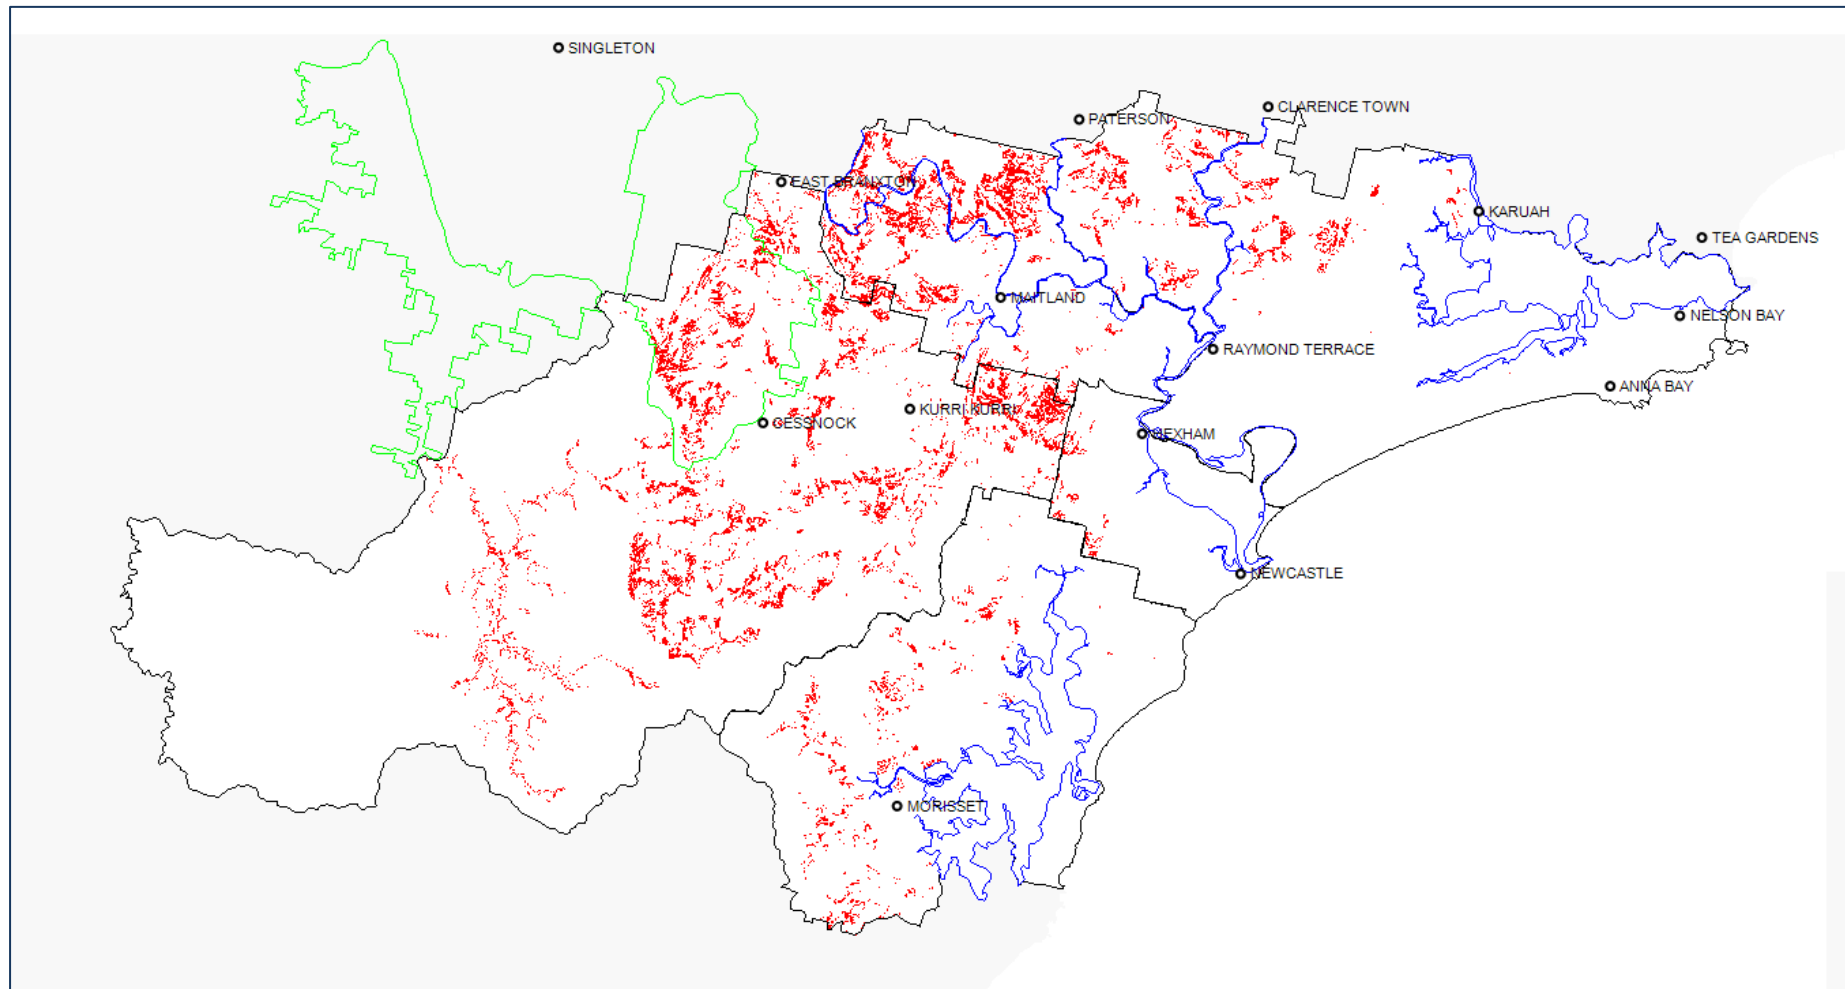 SINGLETON
CLARENCE TOWN
PATERSON
EAST BRANXTON
KARUAH
TEA GARDENS
MAITLAND
NELSON BAY
RAYMOND TERRACE
ANNA BAY
KURRI KURRI
CESSNOCK
HEXHAM
NEWCASTLE
MORISSET